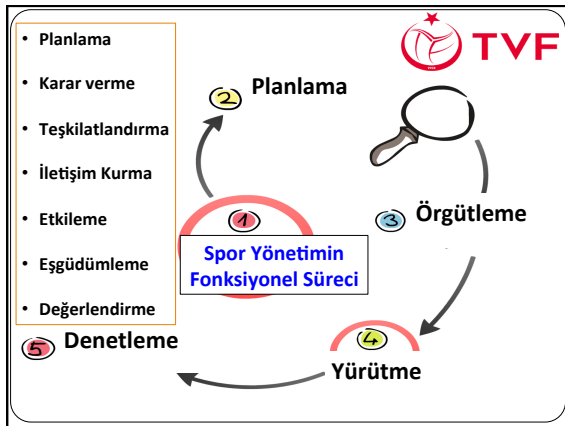 • Planlama
• Karar verme
• Teşkilatlandırma
• İletişim Kurma
• Etkileme
• Eşgüdümleme
• Değerlendirme
TVF
2 Planlama
1
Spor Yönetimin
Fonksiyonel Süreci
3 Örgütleme
4
Yürütme
5 Denetleme